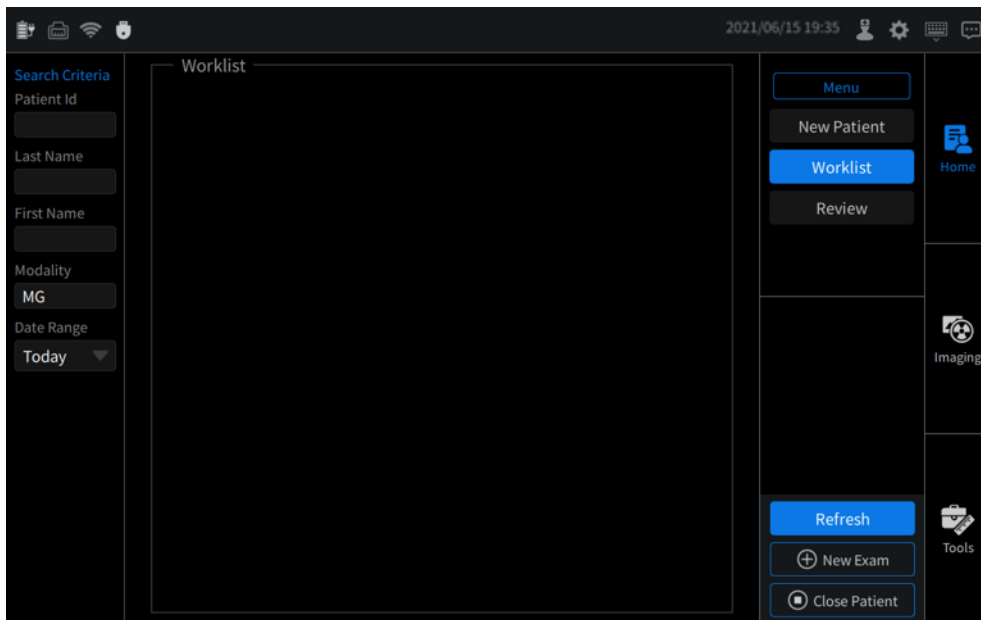 2021/06/15 19:35
Search Criteria
Patient Id
Last Name
First Name
Modality
MG
Date Range
Today
Worklist
Menu
New Patient
Worklist
Review
Refresh
New Exam
Close Patient
Home
Imaging
Tools